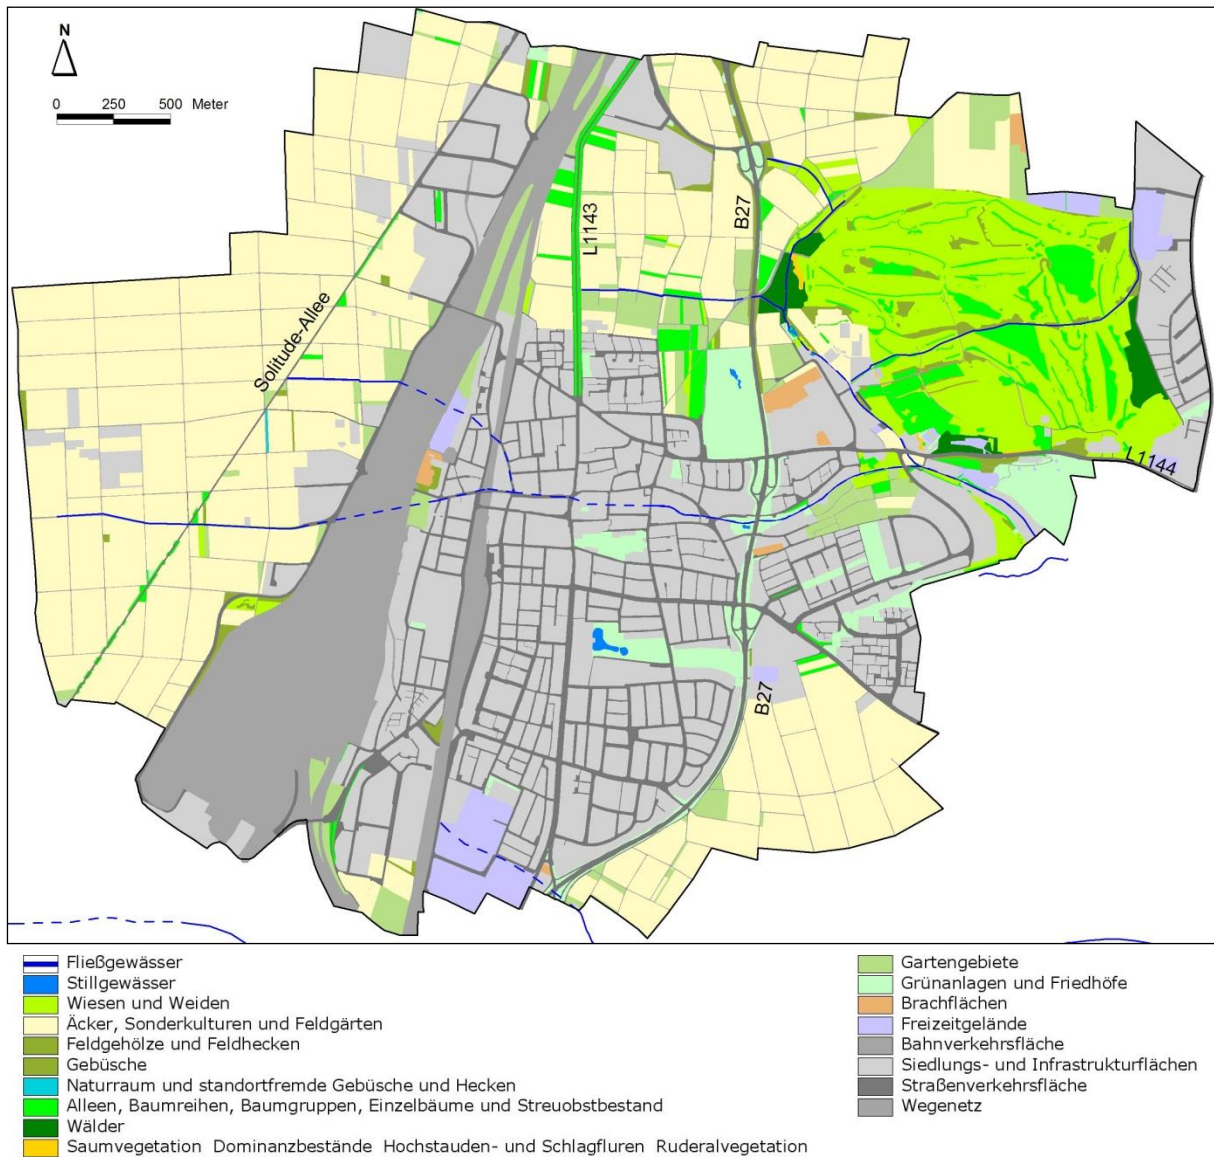 N
0 250 500 Meter
B27
L1143
Solitude-Allee
L1144
B27
Fließgewässer
Stillgewässer
Wiesen und Weiden
Äcker, Sonderkulturen und Feldgärten
Feldgehölze und Feldhecken
Gebüsche
Naturraum und standortfremde Gebüsche und Hecken
Alleen, Baumreihen, Baumgruppen, Einzelbäume und Streuobstbestand
Wälder
Saumvegetation Dominanzbestände Hochstauden- und Schlagfluren Ruderalvegetation
Gartengebiete
Grünanlagen und Friedhöfe
Brachflächen
Freizeitgelände
Bahnverkehrsfläche
Siedlungs- und Infrastrukturflächen
Straßenverkehrsfläche
Wegenetz